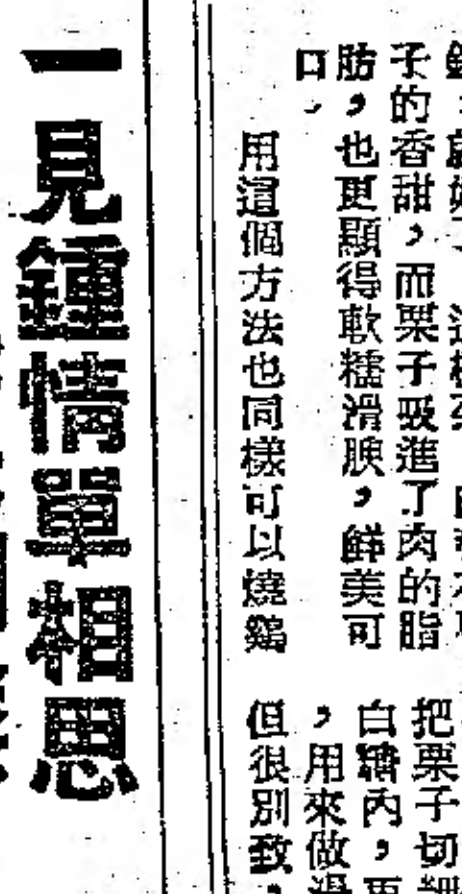 子的香甜，而栗子吸進了肉的脂
肪，也更顯得軟糯滑腴，鮮美可
口。
用這個方法也同樣可以燒鷄
把栗子切
白糖內，再
，用來做
但很別致，
一見鍾情單相思